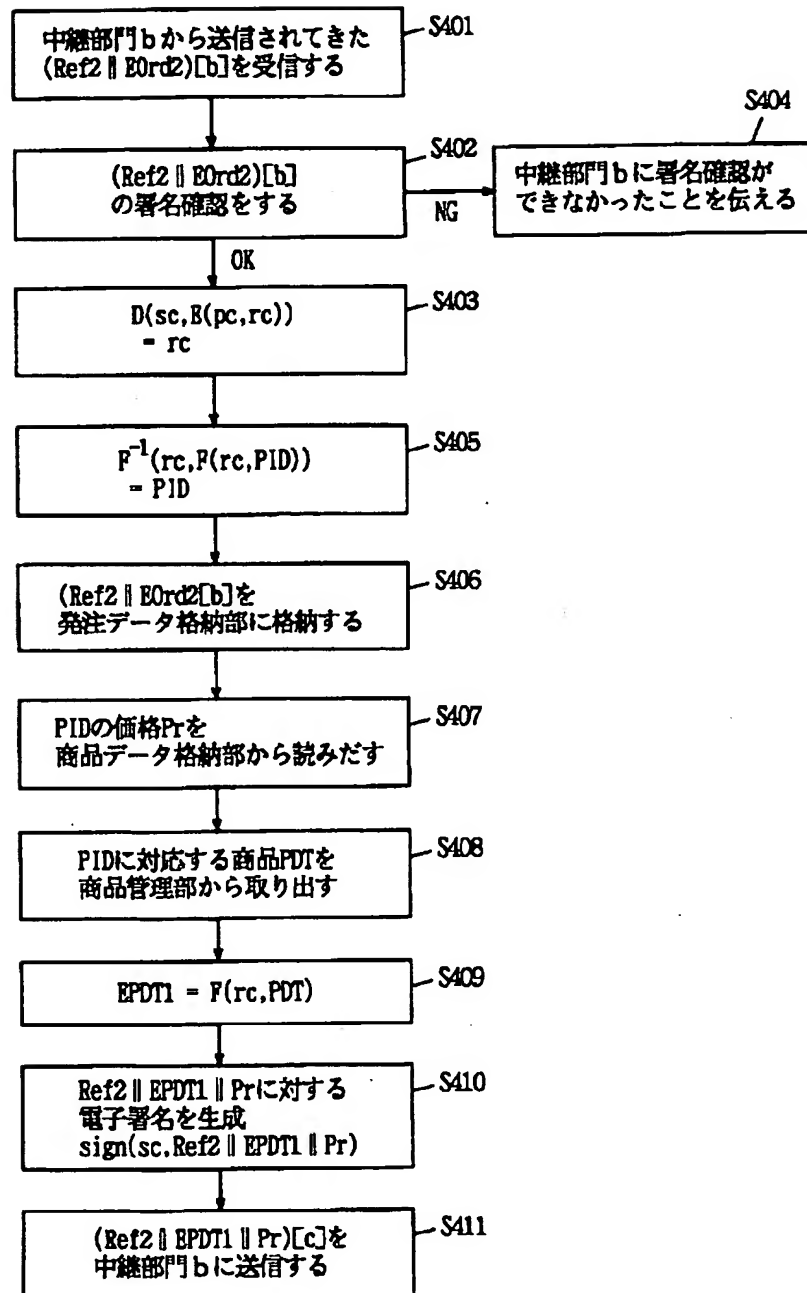 中継部門bから送信されてきた
(Ref2∥EOrd2)[b]を受信する
S401
S404
(Ref2∥EOrd2)[b]
の署名確認をする
S402
NG
中継部門bに署名確認が
できなかったことを伝える
OK
D(sc,E(pc,rc))
= rc
S403
F⁻¹(rc,F(rc,PID))
= PID
S405
(Ref2∥EOrd2[b]を
発注データ格納部に格納する
S406
PIDの価格Prを
商品データ格納部から読みだす
S407
PIDに対応する商品PDTを
商品管理部から取り出す
S408
EPDT1 = F(rc,PDT)
S409
Ref2∥EPDT1∥Prに対する
電子署名を生成
sign(sc,Ref2∥EPDT1∥Pr)
S410
(Ref2∥EPDT1∥Pr)[c]を
中継部門bに送信する
S411